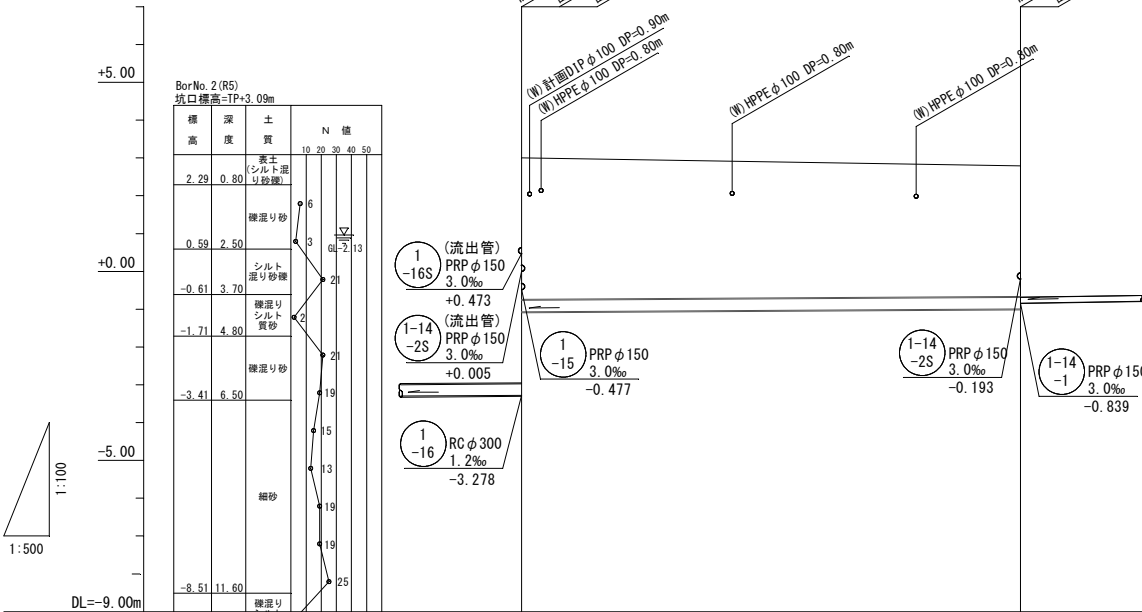 +5.00
+0.00
-5.00
DL=-9.00m
1:100
1:500
BorNo.2(R5)
坑口標高=TP+3.09m
標高
深度
土質
N 値
10 20 30 40 50
表土
(シルト混
り砂礫)
2.29 0.80
礫混り砂
0.59 2.50
シルト
混り砂礫
-0.61 3.70
礫混り
シルト
質砂
-1.71 4.80
礫混り砂
-3.41 6.50
細砂
-8.51 11.60
礫混り
6
3
GL-2.13
21
2
21
19
15
13
19
19
25
(W)計画DIPφ100 DP=0.90m
(W)HPPEφ100 DP=0.80m
(W)HPPEφ100 DP=0.80m
(W)HPPEφ100 DP=0.80m
1
-16S
(流出管)
PRPφ150
3.0‰
+0.473
1-14
-2S
(流出管)
PRPφ150
3.0‰
+0.005
1
-15
PRPφ150
3.0‰
-0.477
1
-16
RCφ300
1.2‰
-3.278
1-14
-2S
PRPφ150
3.0‰
-0.193
1-14
-1
PRPφ150
3.0‰
-0.839